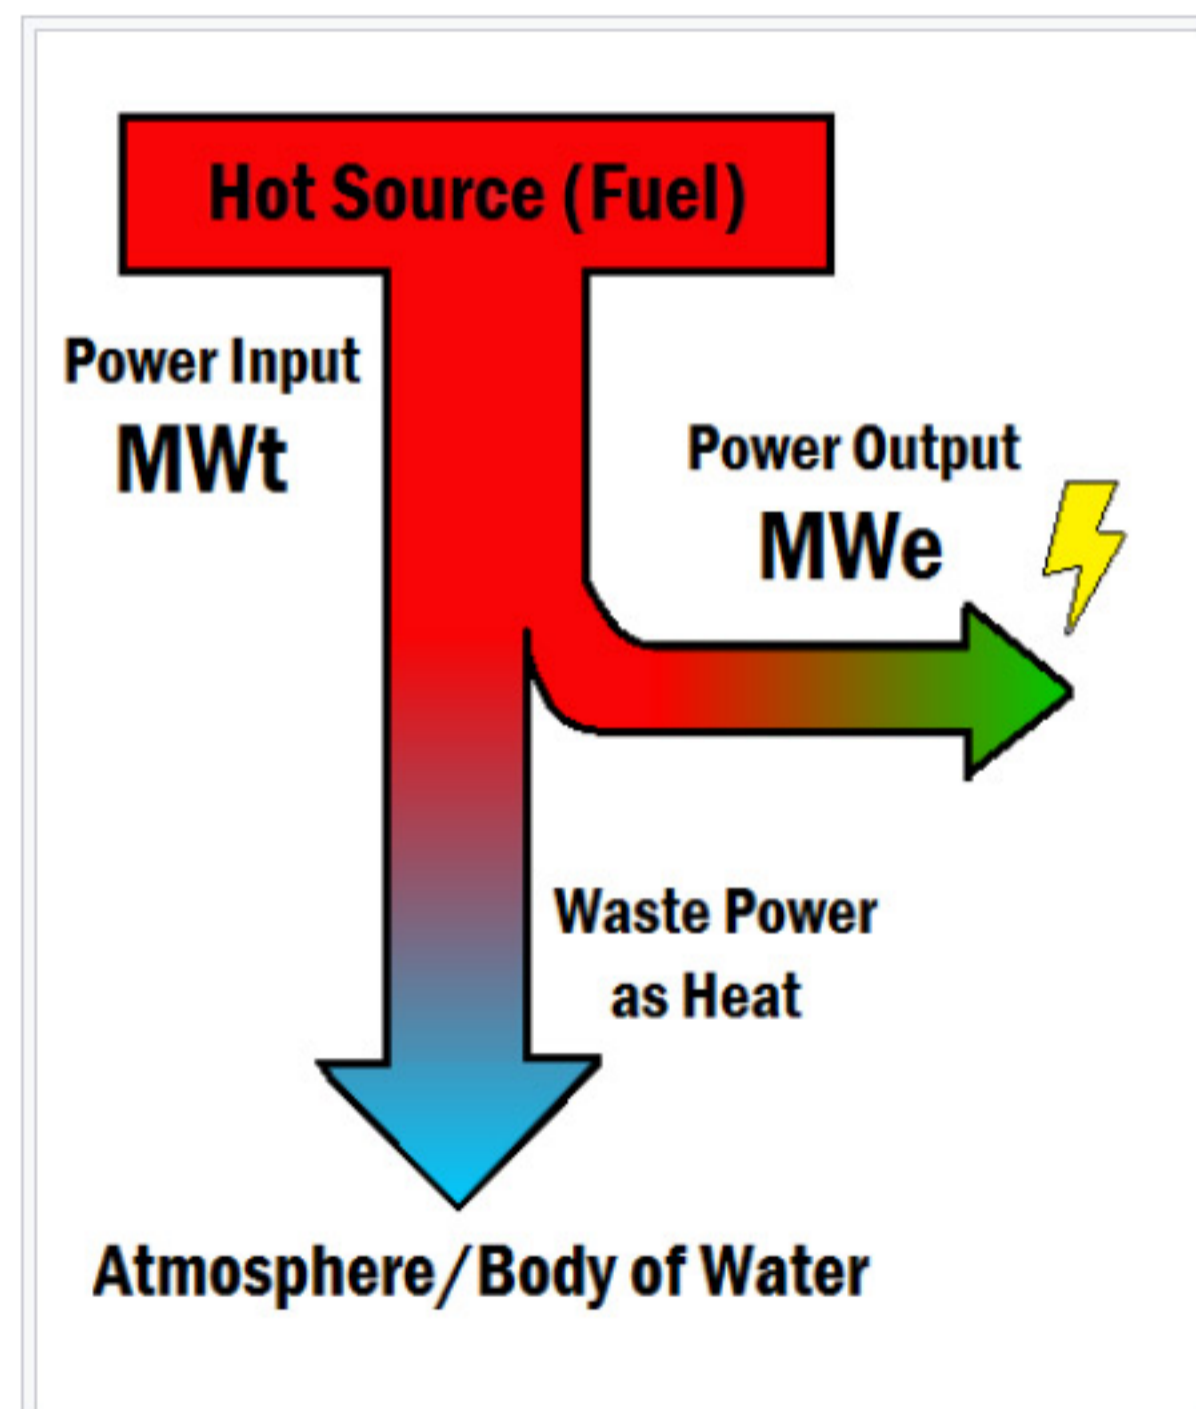 Hot Source (Fuel)
Power Input
MWt
Power Output
MWe
Waste Power
as Heat
Atmosphere/Body of Water